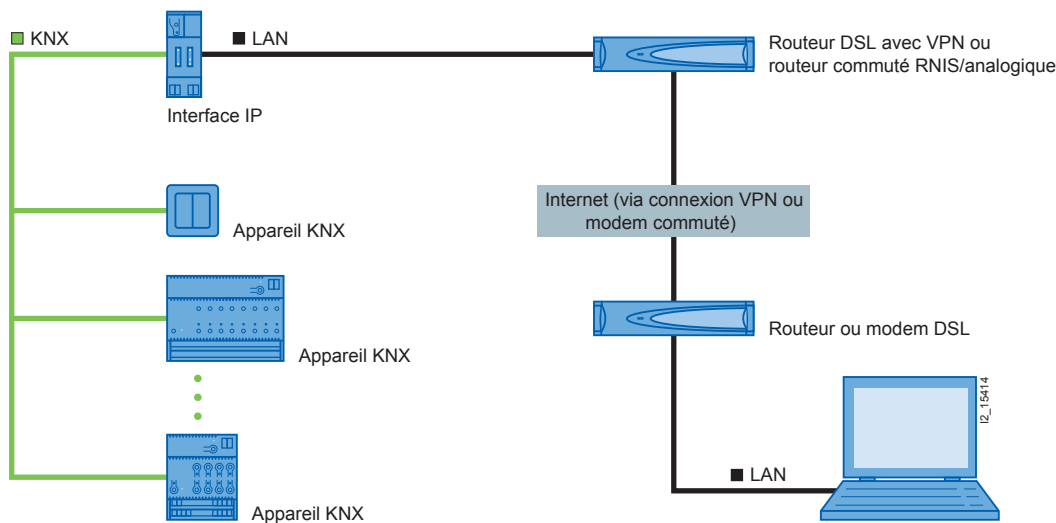 KNX
LAN
Routeur DSL avec VPN ou
routeur commuté RNIS/analogique
Interface IP
Internet (via connexion VPN ou
modem commuté)
Appareil KNX
Appareil KNX
Routeur ou modem DSL
I2_15414
LAN
Appareil KNX